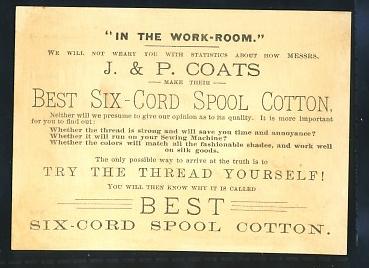 "IN THE WORK-ROOM."
WE WILL NOT WEARY YOU WITH STATISTICS ABOUT HOW MESSRS.
J. & P. COATS
MAKE THEIR
BEST SIX-CORD SPOOL COTTON.
Neither will we presume to give our opinion as to its quality. It is more important
for you to find out:
Whether the thread is strong and will save you time and annoyance?
Whether it will run on your Sewing Machine?
Whether the colors will match all the fashionable shades, and work well
on silk goods.
The only possible way to arrive at the truth is to
TRY THE THREAD YOURSELF!
YOU WILL THEN KNOW WHY IT IS CALLED
BEST
SIX-CORD SPOOL COTTON.